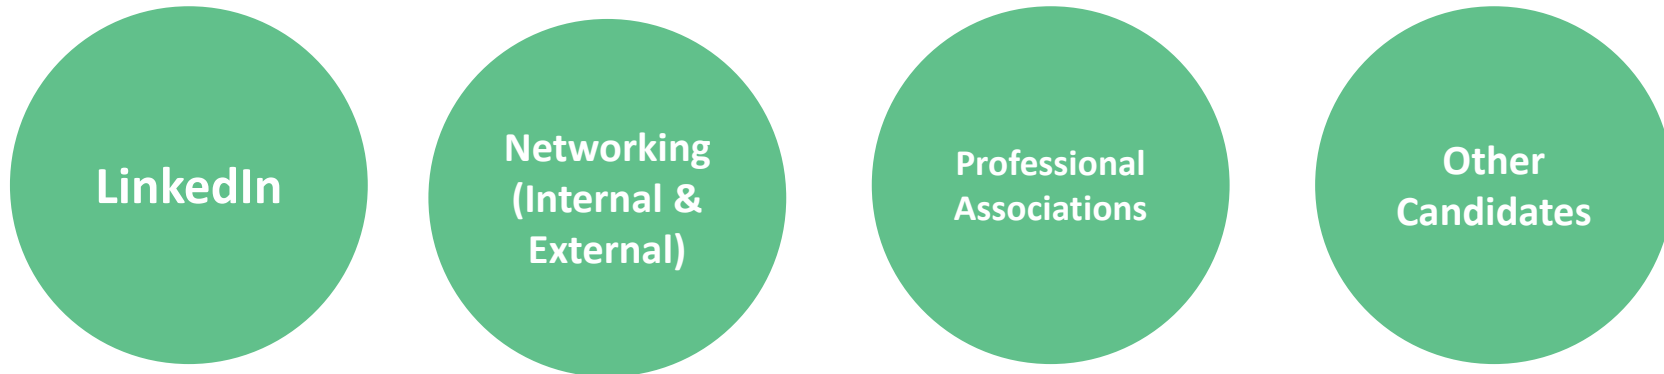 LinkedIn
Networking
(Internal &
External)
Professional
Associations
Other
Candidates